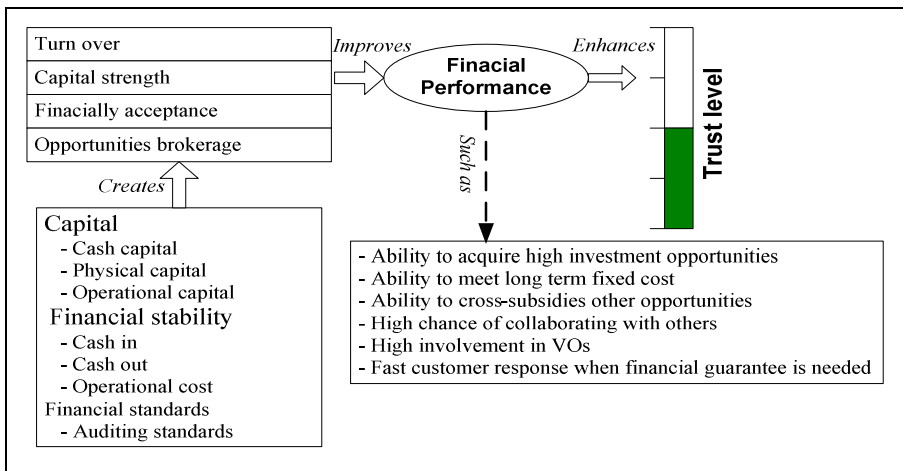 Turn over
Capital strength
Finacially acceptance
Opportunities brokerage
Improves
Finacial
Performance
Enhances
Trust level
Such as
Creates
Capital
- Cash capital
- Physical capital
- Operational capital
Financial stability
- Cash in
- Cash out
- Operational cost
Financial standards
- Auditing standards
- Ability to acquire high investment opportunities
- Ability to meet long term fixed cost
- Ability to cross-subsidies other opportunities
- High chance of collaborating with others
- High involvement in VOs
- Fast customer response when financial guarantee is needed